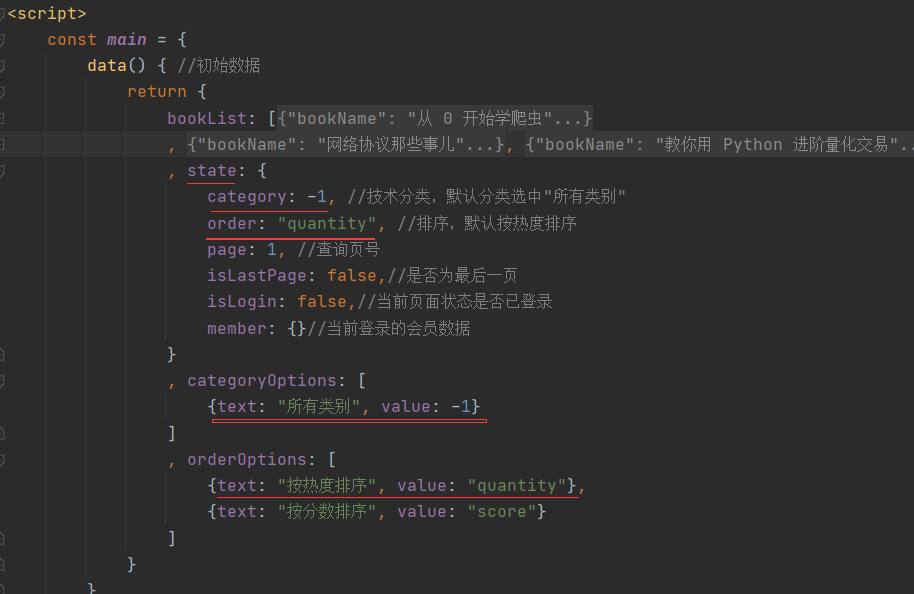 <script>
const main = {
data() { //初始数据
return {
bookList: [{"bookName": "从 0 开始学爬虫"...}
, {"bookName": "网络协议那些事儿"...}, {"bookName": "教你用 Python 进阶量化交易"..
, state: {
category: -1, //技术分类，默认分类选中"所有类别"
order: "quantity", //排序，默认按热度排序
page: 1, //查询页号
isLastPage: false,//是否为最后一页
isLogin: false,//当前页面状态是否已登录
member: {}//当前登录的会员数据
}
, categoryOptions: [
{text: "所有类别", value: -1}
]
, orderOptions: [
{text: "按热度排序", value: "quantity"},
{text: "按分数排序", value: "score"}
]
}
}